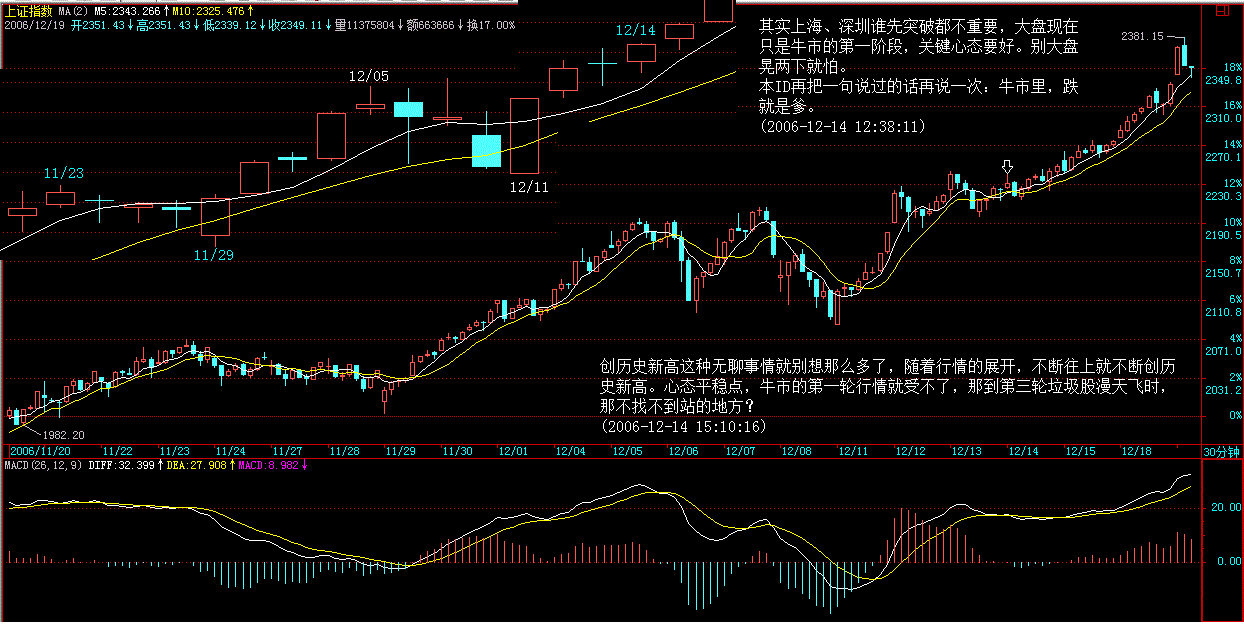 上证指数 MA(2) M5:2343.266↑M10:2325.476↑
2006/12/19 开2351.43↓高2351.43↓低2339.12↓收2349.11↓量11375804↓额663666↓换17.00%
12/14
12/05
11/23
12/11
11/29
其实上海、深圳谁先突破都不重要，大盘现在
只是牛市的第一阶段，关键心态要好。别大盘
晃两下就怕。
本ID再把一句说过的话再说一次：牛市里，跌
就是爹。
(2006-12-14 12:38:11)
2381.15
18%
2349.8
16%
2310.0
14%
2270.1
12%
2230.3
10%
2190.5
8%
2150.7
6%
2110.8
4%
2071.0
2%
2031.2
0%
创历史新高这种无聊事情就别想那么多了，随着行情的展开，不断往上就不断创历
史新高。心态平稳点，牛市的第一轮行情就受不了，那到第三轮垃圾股漫天飞时，
那不找不到站的地方？
(2006-12-14 15:10:16)
1982.20
2006/11/20 11/22 11/23 11/27 11/28 11/29 11/30 12/01 12/04 12/05 12/06 12/07 12/08 12/11 12/12 12/13 12/14 12/15 12/18 30分钟
MACD(26,12,9) DIFF:32.399↑DEA:27.908↑MACD:8.982↓
20.00
0.00